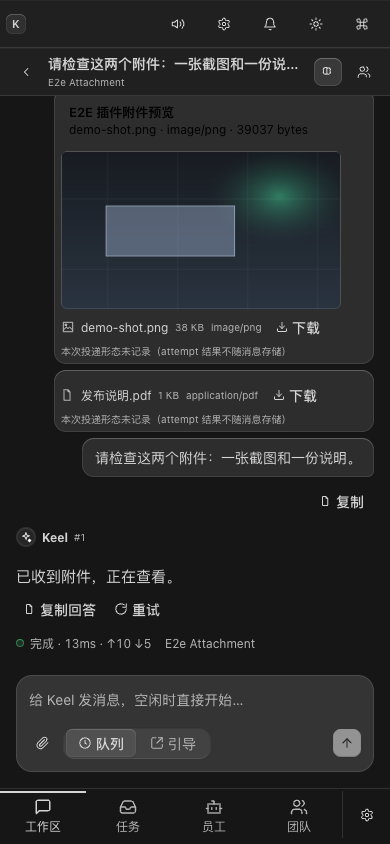 K
请检查这两个附件：一张截图和一份说...
E2e Attachment
E2E 插件附件预览
demo-shot.png · image/png · 39037 bytes
demo-shot.png 38 KB image/png 下载
本次投递形态未记录（attempt 结果不随消息存储）
发布说明.pdf 1 KB application/pdf 下载
本次投递形态未记录（attempt 结果不随消息存储）
请检查这两个附件：一张截图和一份说明。
复制
Keel #1
已收到附件，正在查看。
复制回答 重试
完成 · 13ms · ↑10 ↓5 E2e Attachment
给 Keel 发消息，空闲时直接开始...
队列 引导
工作区 任务 员工 团队